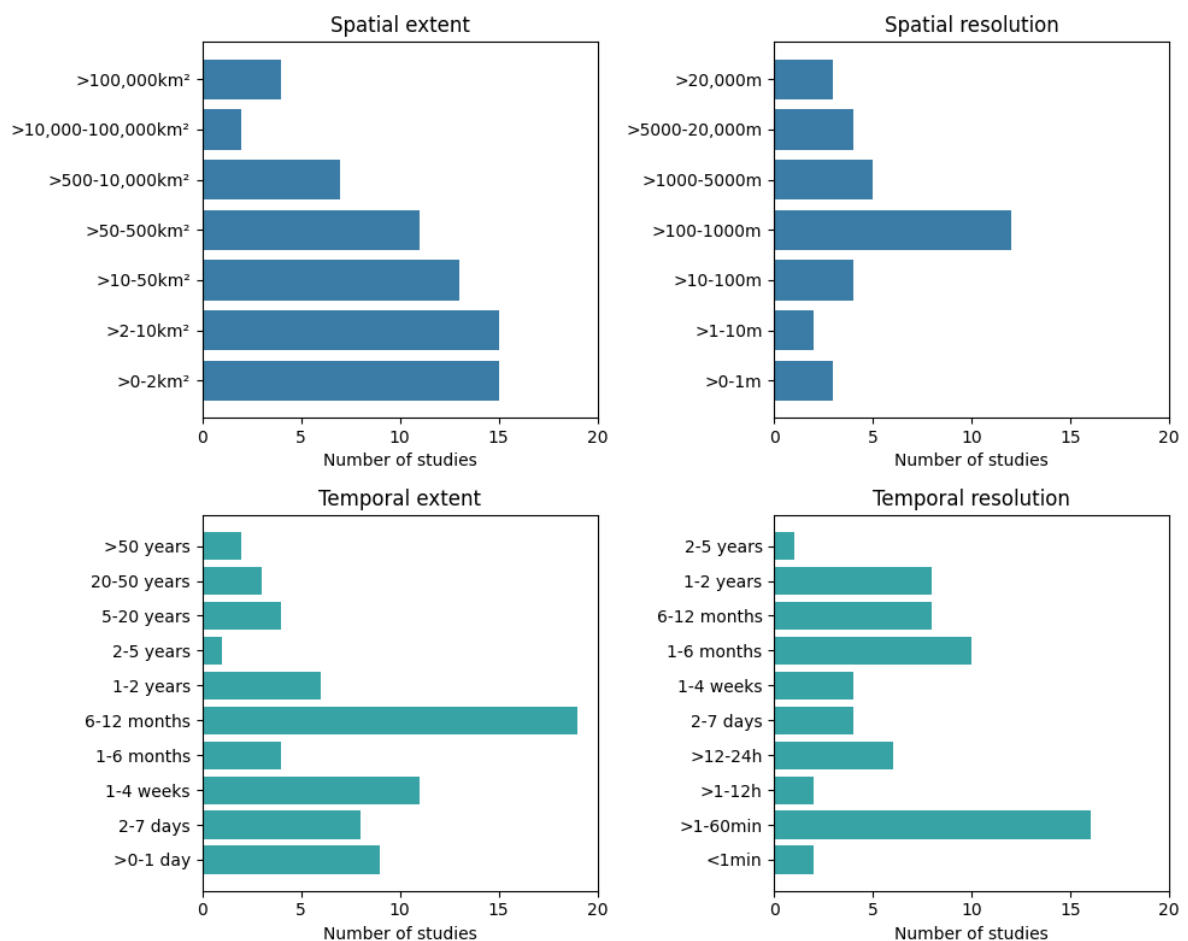 Spatial extent
>100,000km²
>10,000-100,000km²
>500-10,000km²
>50-500km²
>10-50km²
>2-10km²
>0-2km²
0 5 10 15 20
Number of studies
Spatial resolution
>20,000m
>5000-20,000m
>1000-5000m
>100-1000m
>10-100m
>1-10m
>0-1m
0 5 10 15 20
Number of studies
Temporal extent
>50 years
20-50 years
5-20 years
2-5 years
1-2 years
6-12 months
1-6 months
1-4 weeks
2-7 days
>0-1 day
0 5 10 15 20
Number of studies
Temporal resolution
2-5 years
1-2 years
6-12 months
1-6 months
1-4 weeks
2-7 days
>12-24h
>1-12h
>1-60min
<1min
0 5 10 15 20
Number of studies